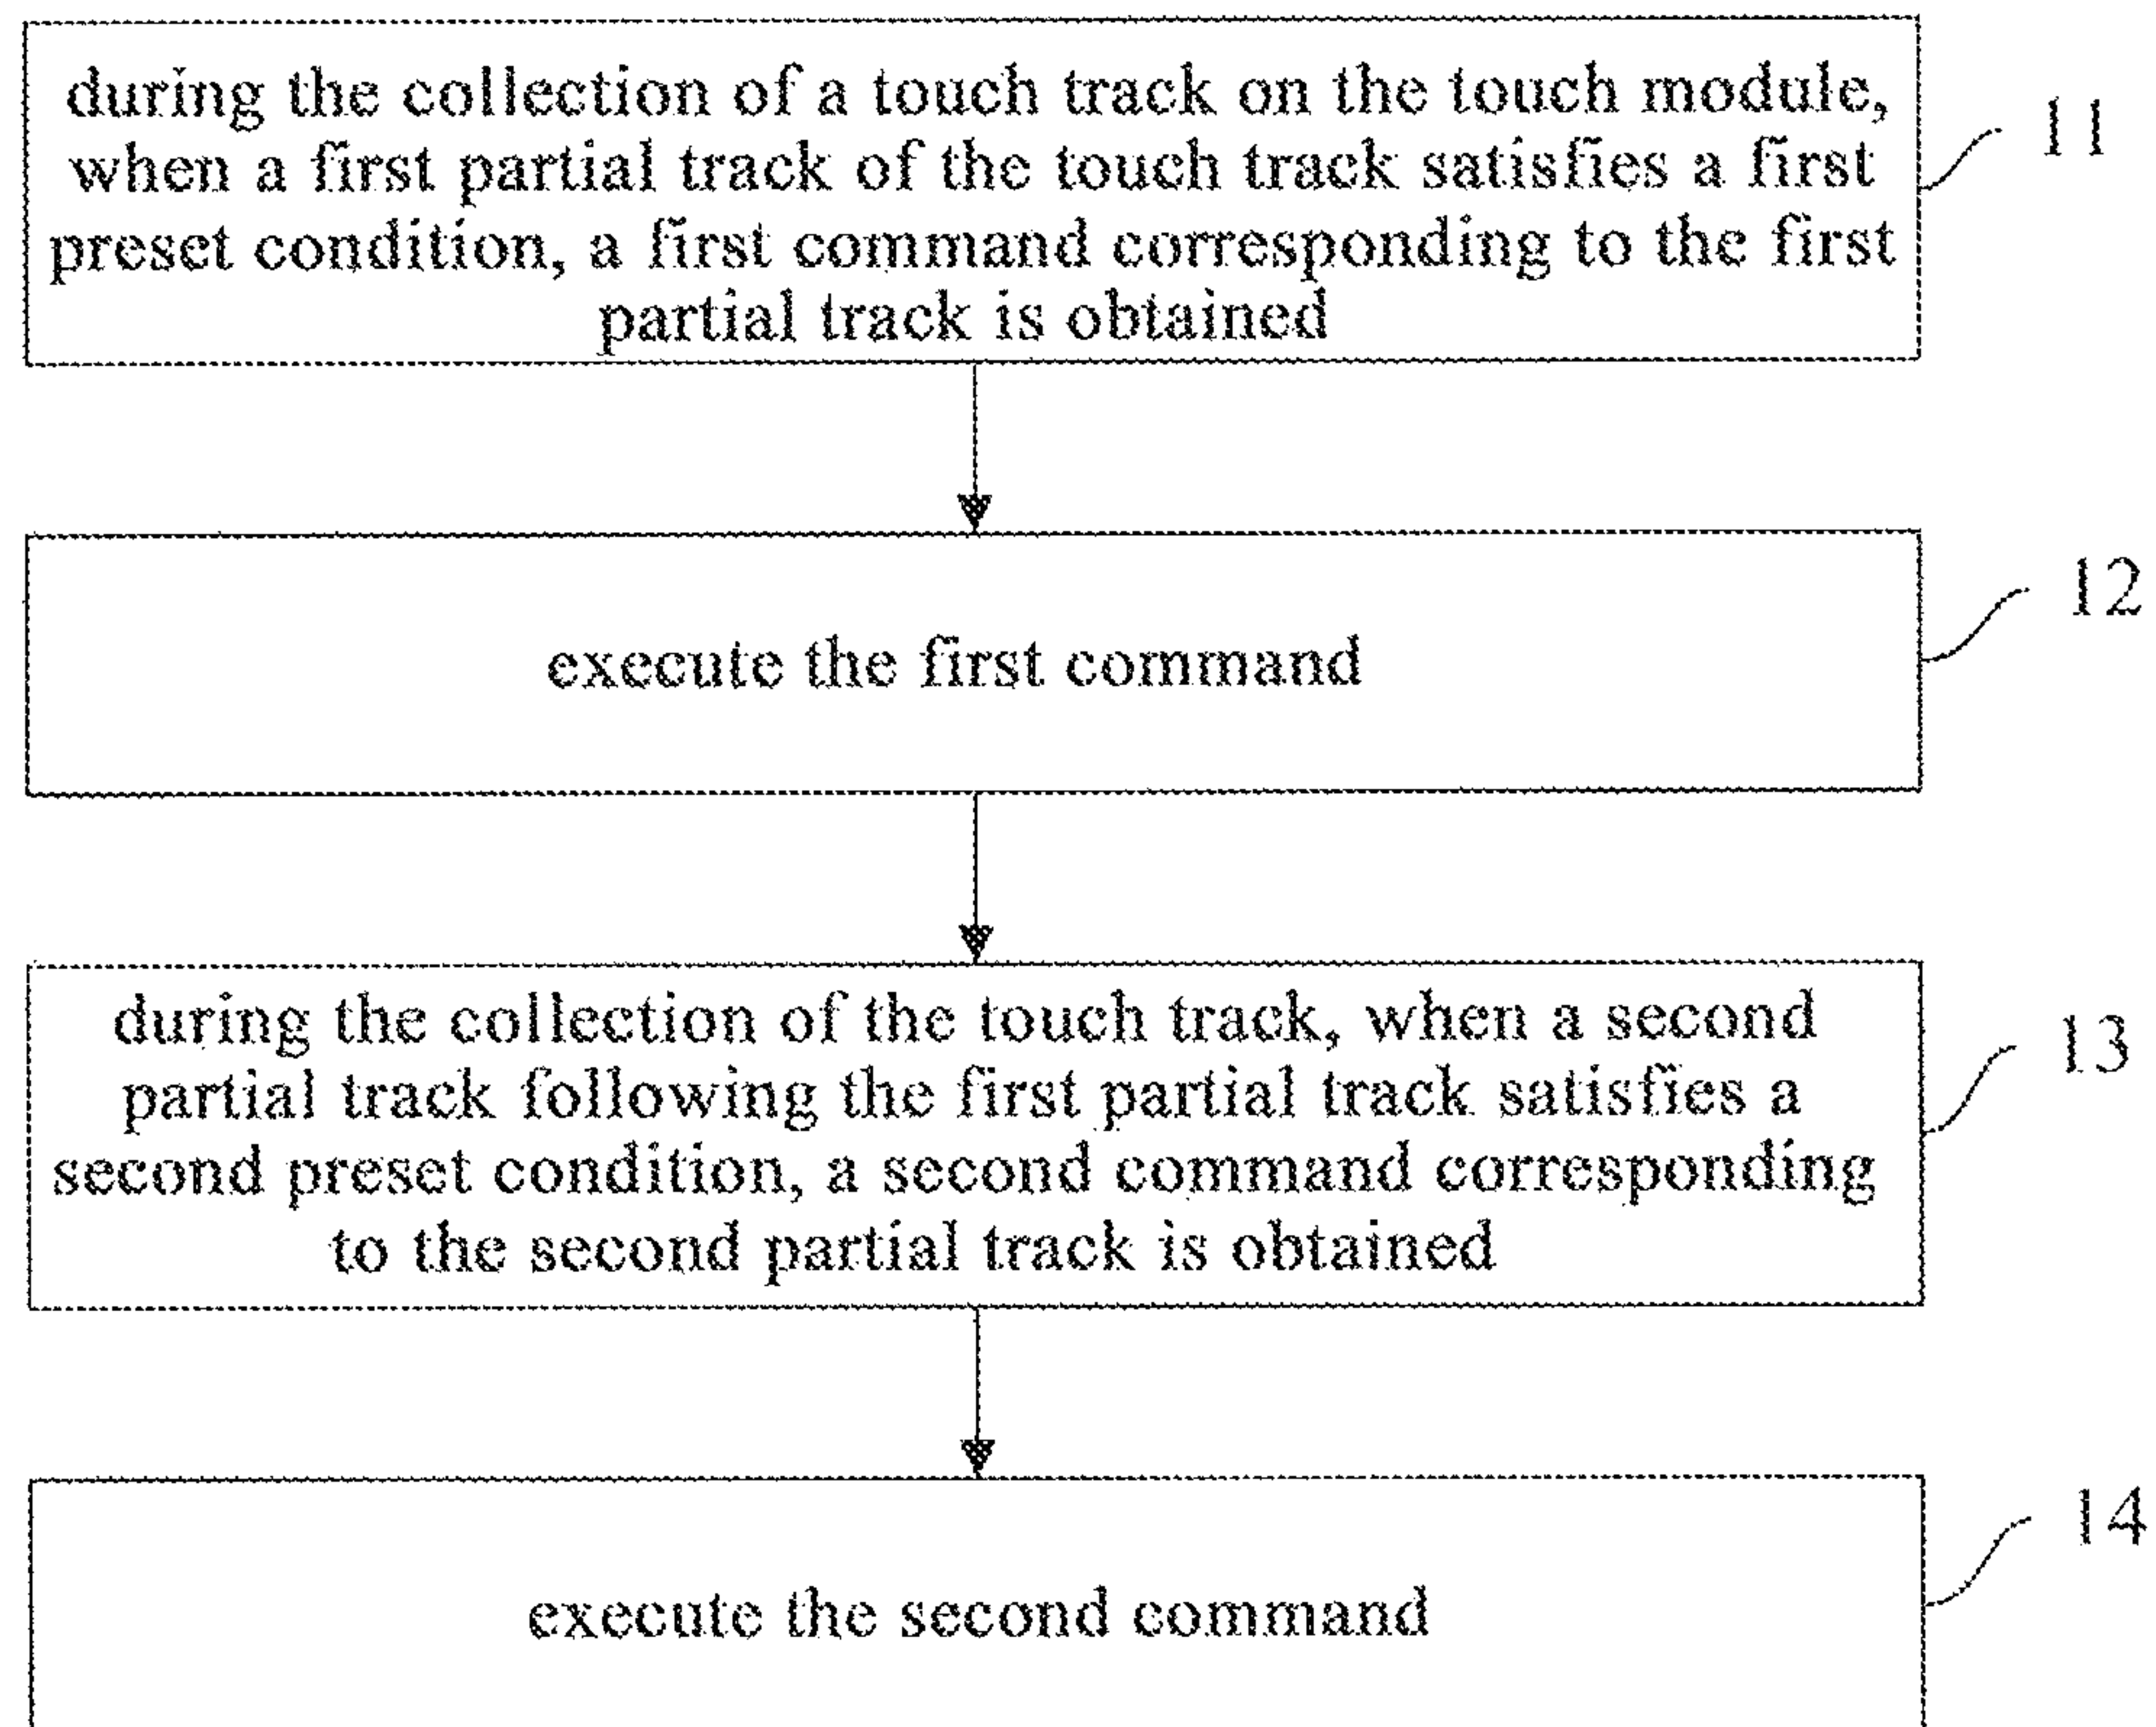 during the collection of a touch track on the touch module,
when a first partial track of the touch track satisfies a first
preset condition, a first command corresponding to the first
partial track is obtained
11
execute the first command
12
during the collection of the touch track, when a second
partial track following the first partial track satisfies a
second preset condition, a second command corresponding
to the second partial track is obtained
13
execute the second command
14